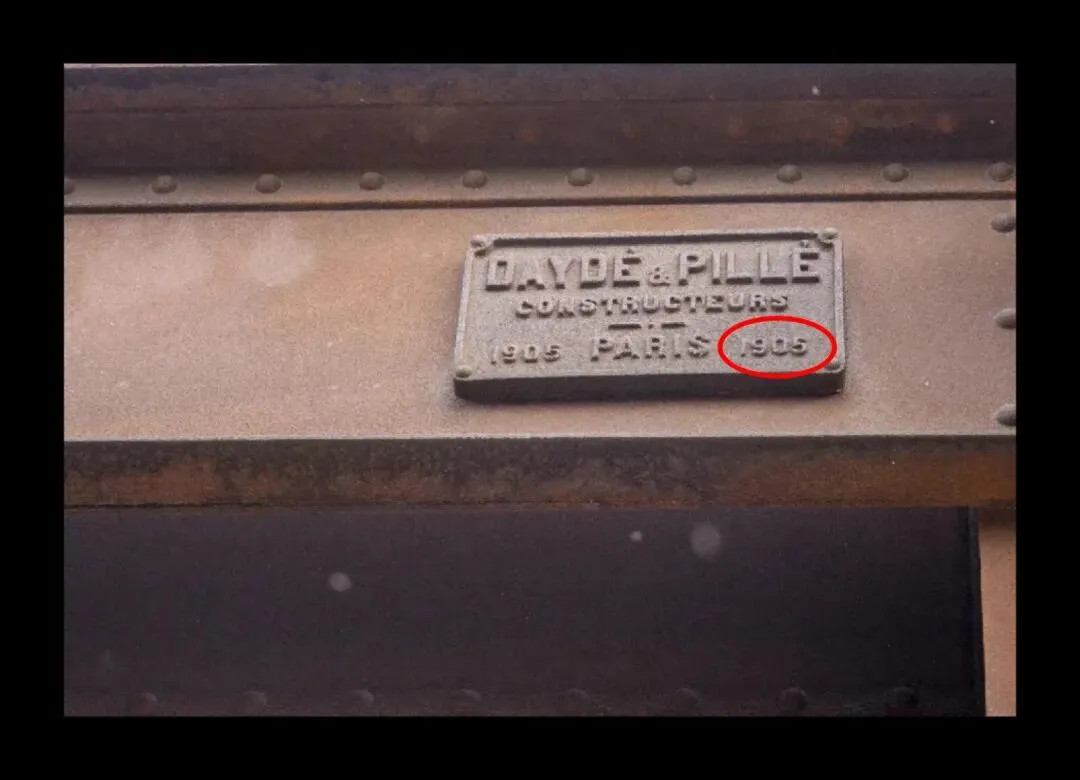 DAYDÉ & PILLÉ
CONSTRUCTEURS
1905 PARIS 1905